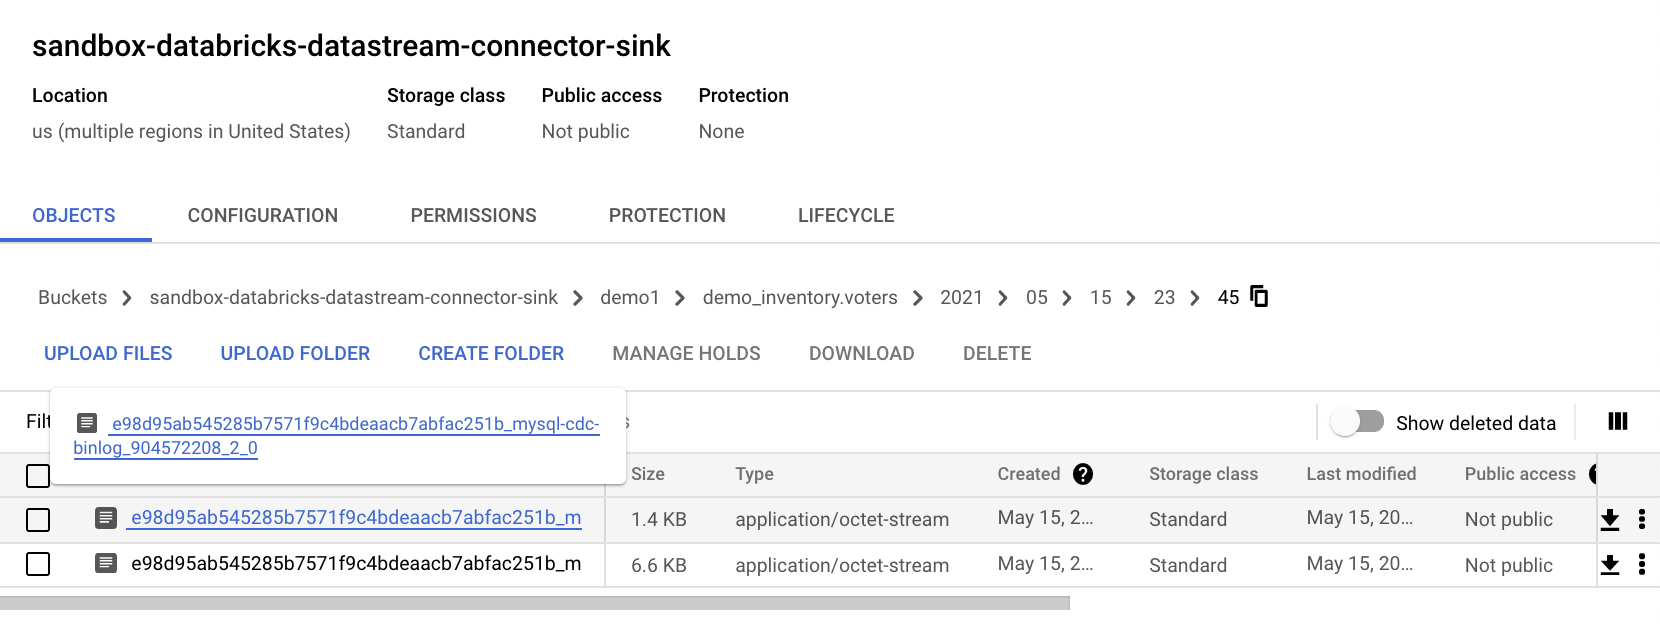 sandbox-databricks-datastream-connector-sink
Location Storage class Public access Protection
us (multiple regions in United States) Standard Not public None
OBJECTS CONFIGURATION PERMISSIONS PROTECTION LIFECYCLE
Buckets > sandbox-databricks-datastream-connector-sink > demo1 > demo_inventory.voters > 2021 > 05 > 15 > 23 > 45
UPLOAD FILES UPLOAD FOLDER CREATE FOLDER MANAGE HOLDS DOWNLOAD DELETE
Filt
e98d95ab545285b7571f9c4bdeaacb7abfac251b_mysql-cdc-
binlog_904572208_2_0
s Show deleted data
Size Type Created ? Storage class Last modified Public access
e98d95ab545285b7571f9c4bdeaacb7abfac251b_m 1.4 KB application/octet-stream May 15, 2... Standard May 15, 20... Not public
e98d95ab545285b7571f9c4bdeaacb7abfac251b_m 6.6 KB application/octet-stream May 15, 2... Standard May 15, 20... Not public